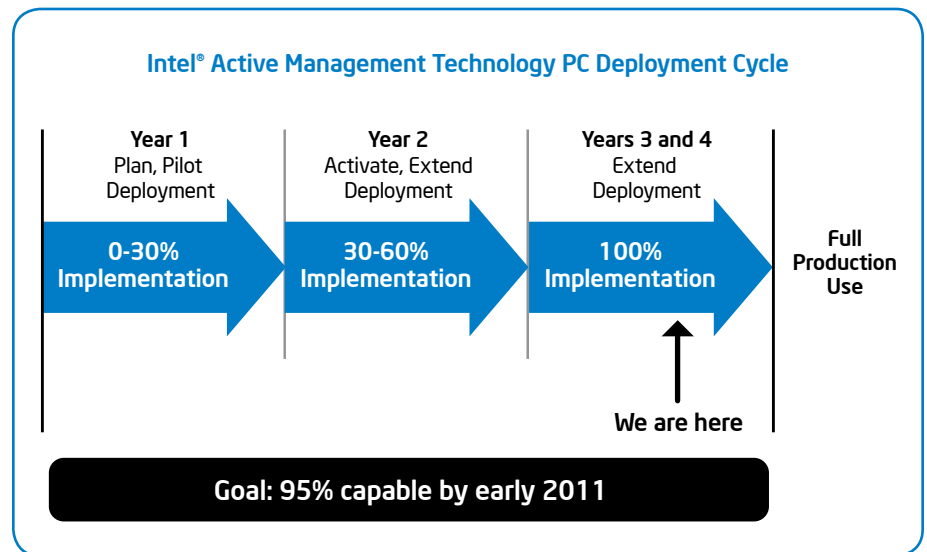 Intel® Active Management Technology PC Deployment Cycle
Year 1
Plan, Pilot
Deployment
0-30%
Implementation
Year 2
Activate, Extend
Deployment
30-60%
Implementation
Years 3 and 4
Extend
Deployment
100%
Implementation
Full
Production
Use
We are here
Goal: 95% capable by early 2011